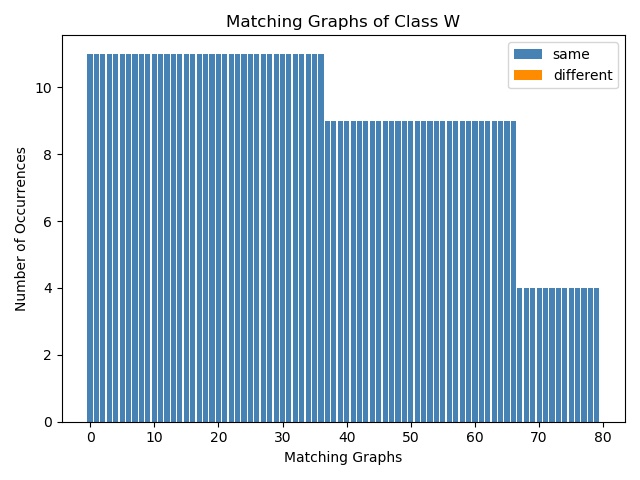 Matching Graphs of Class W
same
different
Number of Occurrences
10
8
6
4
2
0
0 10 20 30 40 50 60 70 80
Matching Graphs